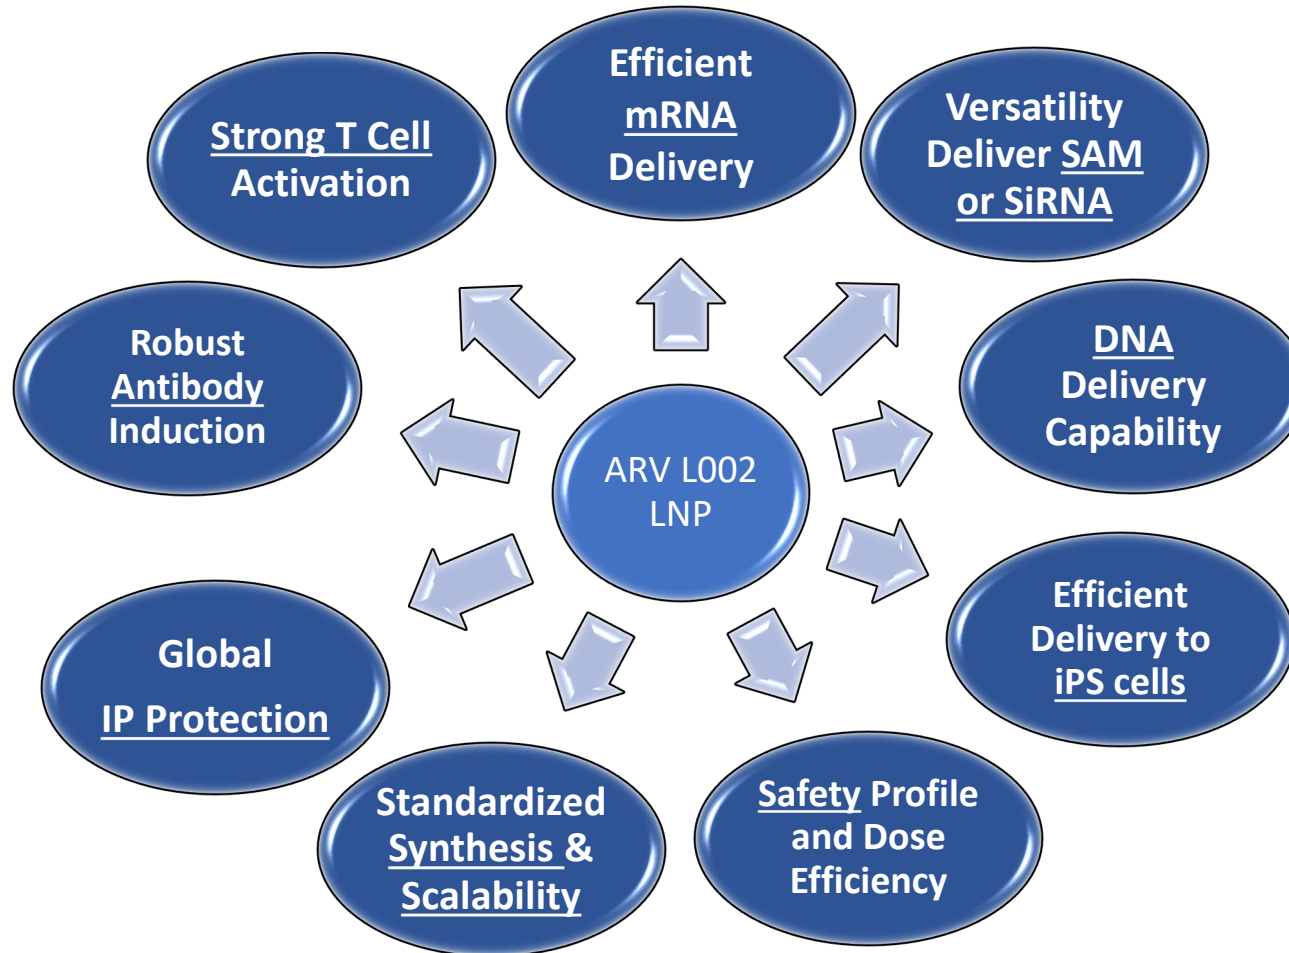 Efficient
mRNA
Delivery
Versatility
Deliver SAM
or SiRNA
DNA
Delivery
Capability
Efficient
Delivery to
iPS cells
Safety Profile
and Dose
Efficiency
Standardized
Synthesis &
Scalability
Global
IP Protection
Robust
Antibody
Induction
Strong T Cell
Activation
ARV L002
LNP